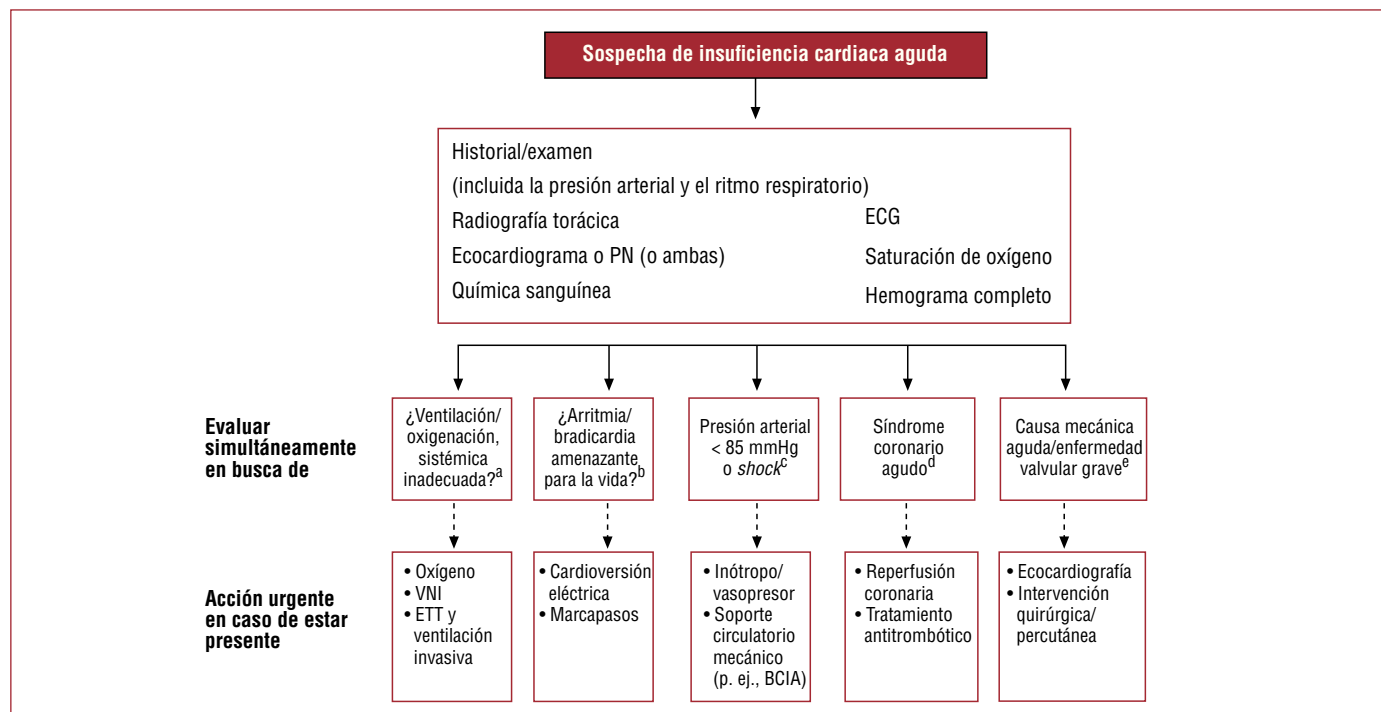 Sospecha de insuficiencia cardiaca aguda
Historial/examen
(incluida la presión arterial y el ritmo respiratorio)
Radiografía torácica
Ecocardiograma o PN (o ambas)
Química sanguínea
ECG
Saturación de oxígeno
Hemograma completo
Evaluar
simultáneamente
en busca de
¿Ventilación/
oxigenación,
sistémica
inadecuada?a
¿Arritmia/
bradicardia
amenazante
para la vida?b
Presión arterial
< 85 mmHg
o shockc
Síndrome
coronario
agudod
Causa mecánica
aguda/enfermedad
valvular gravee
Acción urgente
en caso de estar
presente
• Oxígeno
• VNI
• ETT y
ventilación
invasiva
• Cardioversión
eléctrica
• Marcapasos
• Inótropo/
vasopresor
• Soporte
circulatorio
mecánico
(p. ej., BCIA)
• Reperfusión
coronaria
• Tratamiento
antitrombótico
• Ecocardiografía
• Intervención
quirúrgica/
percutánea